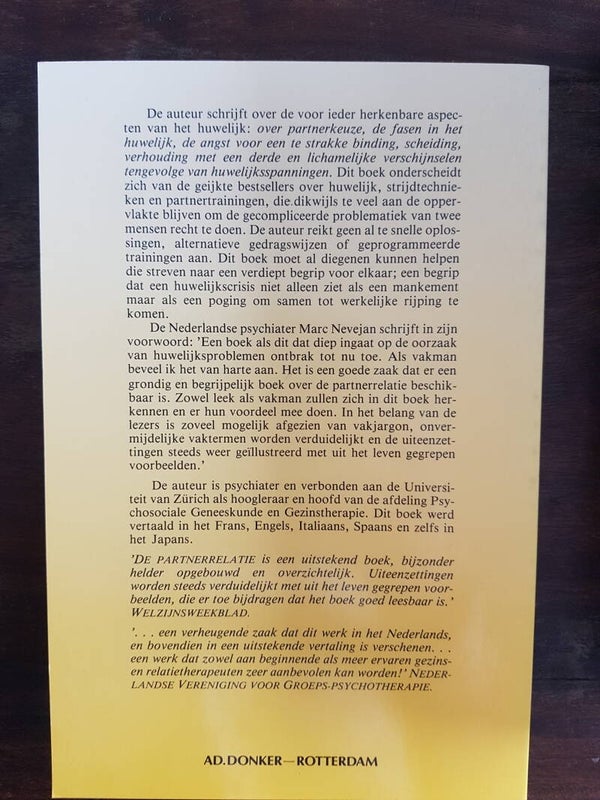 De auteur schrijft over de voor ieder herkenbare aspec-
ten van het huwelijk: over partnerkeuze, de fasen in het
huwelijk, de angst voor een te strakke binding, scheiding,
verhouding met een derde en lichamelijke verschijnselen
tengevolge van huwelijksspanningen. Dit boek onderscheidt
zich van de geijkte bestsellers over huwelijk, strijdtechnie-
ken en partnertrainingen, die dikwijls te veel aan de opper-
vlakte blijven om de gecompliceerde problematiek van twee
mensen recht te doen. De auteur reikt geen al te snelle oplos-
singen, alternatieve gedragswijzen of geprogrammeerde
trainingen aan. Dit boek moet al diegenen kunnen helpen
die streven naar een verdiept begrip voor elkaar; een begrip
dat een huwelijkscrisis niet alleen ziet als een mankement
maar als een poging om samen tot werkelijke rijping te
komen.
De Nederlandse psychiater Marc Nevejan schrijft in zijn
voorwoord: 'Een boek als dit dat diep ingaat op de oorzaak
van huwelijksproblemen ontbrak tot nu toe. Als vakman
beveel ik het van harte aan. Het is een goede zaak dat er een
grondig en begrijpelijk boek over de partnerrelatie beschik-
baar is. Zowel leek als vakman zullen zich in dit boek her-
kennen en er hun voordeel mee doen. In het belang van de
lezers is zoveel mogelijk afgezien van vakjargon, onver-
mijdelijke vaktermen worden verduidelijkt en de uiteenzet-
tingen steeds weer geïllustreerd met uit het leven gegrepen
voorbeelden.'
De auteur is psychiater en verbonden aan de Universi-
teit van Zürich als hoogleraar en hoofd van de afdeling Psy-
chosociale Geneeskunde en Gezinstherapie. Dit boek werd
vertaald in het Frans, Engels, Italiaans, Spaans en zelfs in
het Japans.
'DE PARTNERRELATIE is een uitstekend boek, bijzonder
helder opgebouwd en overzichtelijk. Uiteenzettingen
worden steeds verduidelijkt met uit het leven gegrepen voor-
beelden, die er toe bijdragen dat het boek goed leesbaar is.'
WELZIJNSWEEKBLAD.
'. . . een verheugende zaak dat dit werk in het Nederlands,
en bovendien in een uitstekende vertaling is verschenen. . .
een werk dat zowel aan beginnende als meer ervaren gezins-
en relatietherapeuten zeer aanbevolen kan worden!' NEDER-
LANDSE VERENIGING VOOR GROEPS-PSYCHOTHERAPIE.
AD. DONKER—ROTTERDAM